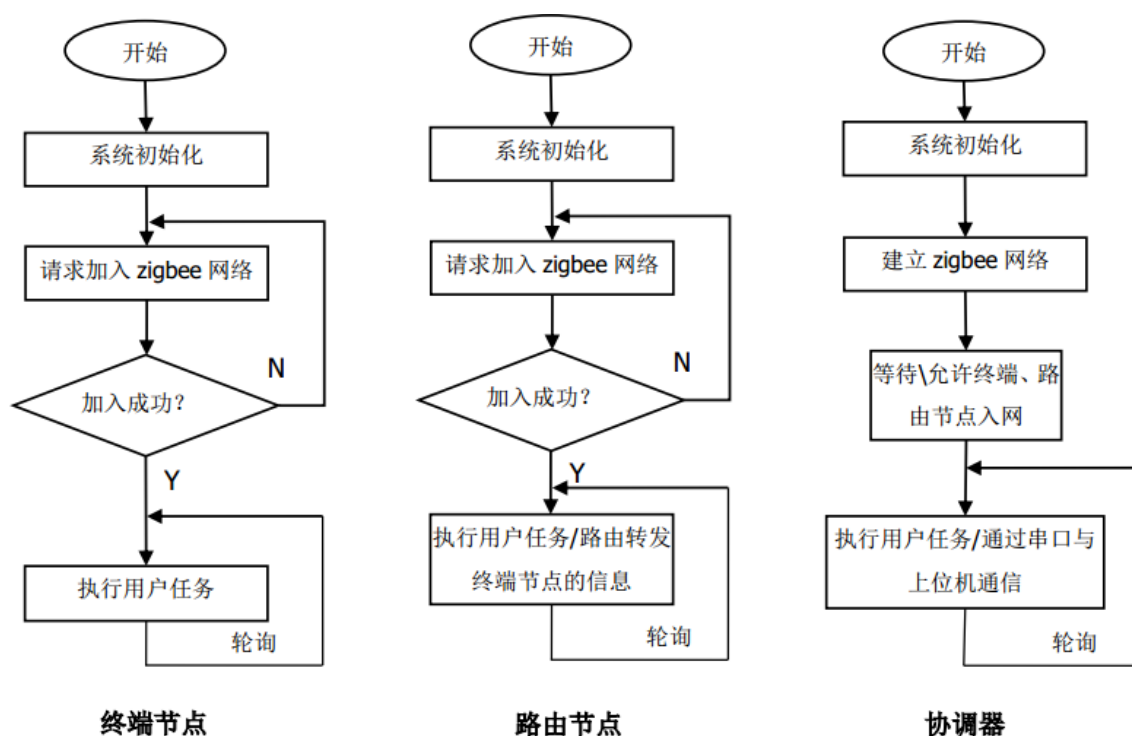 开始
系统初始化
请求加入 zigbee 网络
N
加入成功？
Y
执行用户任务
轮询
终端节点
开始
系统初始化
请求加入 zigbee 网络
N
加入成功？
Y
执行用户任务/路由转发
终端节点的信息
轮询
路由节点
开始
系统初始化
建立 zigbee 网络
等待\允许终端、路
由节点入网
执行用户任务/通过串口与
上位机通信
轮询
协调器